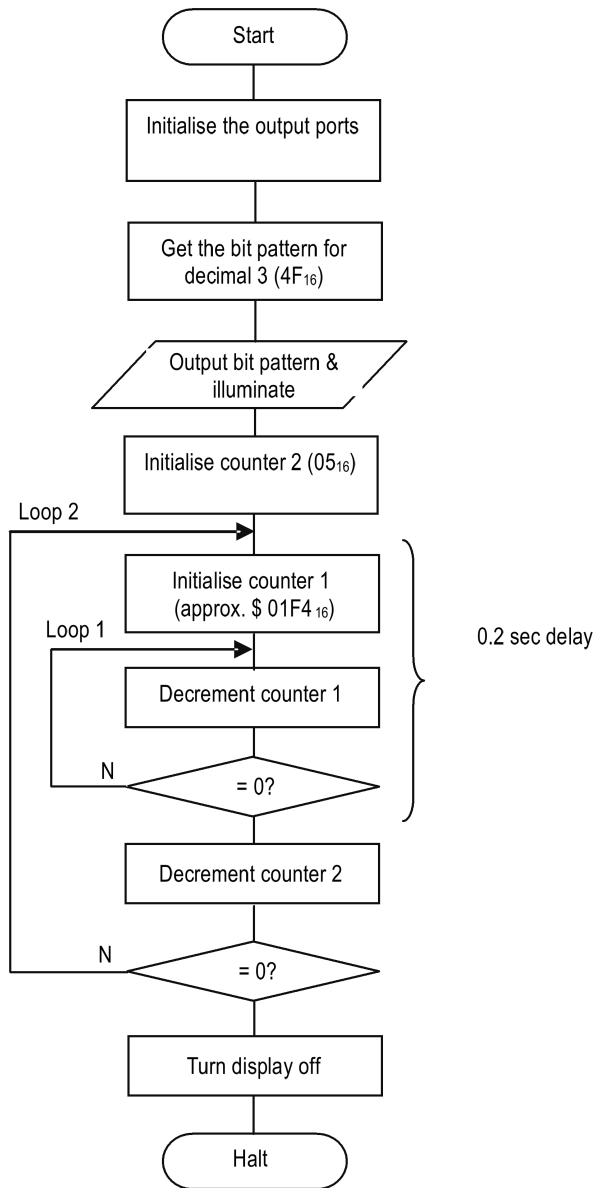 Start
Initialise the output ports
Get the bit pattern for
decimal 3 (4F₁₆)
Output bit pattern &
illuminate
Initialise counter 2 (05₁₆)
Loop 2
Initialise counter 1
(approx. $ 01F4 ₁₆)
Loop 1
0.2 sec delay
Decrement counter 1
N
= 0?
Decrement counter 2
N
= 0?
Turn display off
Halt